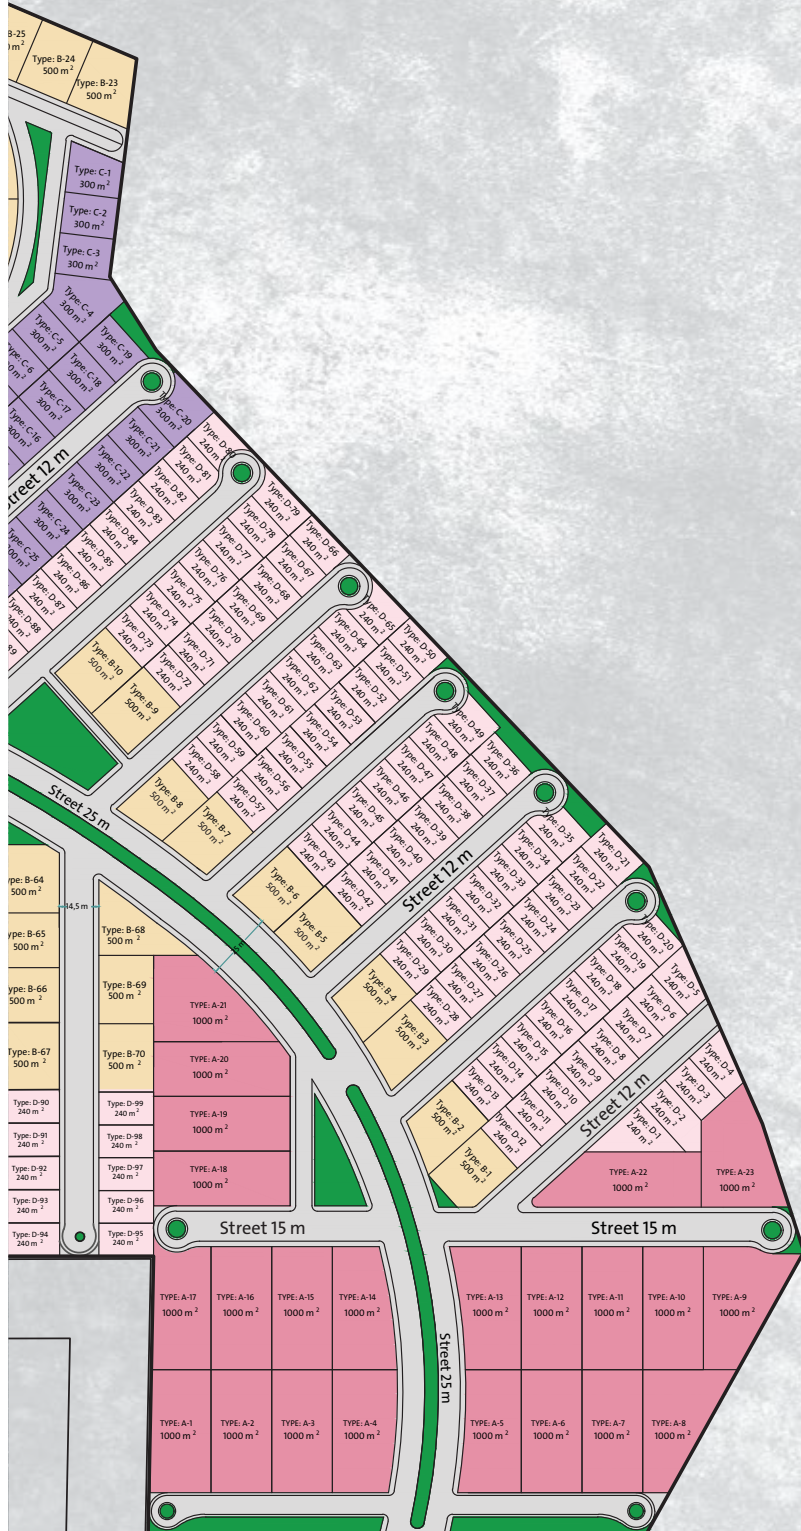 B-25
Type: B-24
500 m²
Type: B-23
500 m²
Type: C-1
300 m²
Type: C-2
300 m²
Type: C-3
300 m²
Type: C-4
300 m²
Type: C-5
300 m²
Type: C-19
300 m²
Type: C-18
300 m²
Type: C-17
300 m²
Type: C-20
300 m²
Type: C-21
300 m²
Type: C-22
300 m²
Type: C-23
300 m²
Type: C-24
300 m²
Street 12 m
Type: D-81
240 m²
Type: D-82
240 m²
Type: D-83
240 m²
Type: D-84
240 m²
Type: D-85
240 m²
Type: D-86
240 m²
Type: D-87
240 m²
Type: D-79
240 m²
Type: D-78
240 m²
Type: D-77
240 m²
Type: D-76
240 m²
Type: D-75
240 m²
Type: D-74
240 m²
Type: D-73
240 m²
Type: B-10
500 m²
Type: B-9
500 m²
Type: D-66
240 m²
Type: D-67
240 m²
Type: D-68
240 m²
Type: D-69
240 m²
Type: D-70
240 m²
Type: D-71
240 m²
Type: D-72
240 m²
Type: D-65
240 m²
Type: D-64
240 m²
Type: D-63
240 m²
Type: D-62
240 m²
Type: D-61
240 m²
Type: D-60
240 m²
Type: D-59
240 m²
Type: D-58
240 m²
Type: B-8
500 m²
Type: B-7
500 m²
Type: D-50
240 m²
Type: D-51
240 m²
Type: D-52
240 m²
Type: D-53
240 m²
Type: D-54
240 m²
Type: D-55
240 m²
Type: D-56
240 m²
Type: D-57
240 m²
Street 25 m
Type: D-49
240 m²
Type: D-48
240 m²
Type: D-47
240 m²
Type: D-46
240 m²
Type: D-45
240 m²
Type: D-44
240 m²
Type: D-43
240 m²
Type: B-6
500 m²
Type: B-5
500 m²
Type: D-36
240 m²
Type: D-37
240 m²
Type: D-38
240 m²
Type: D-39
240 m²
Type: D-40
240 m²
Type: D-41
240 m²
Type: D-42
240 m²
Street 12 m
Type: D-35
240 m²
Type: D-34
240 m²
Type: D-33
240 m²
Type: D-32
240 m²
Type: D-31
240 m²
Type: D-30
240 m²
Type: D-29
240 m²
Type: B-4
500 m²
Type: B-3
500 m²
Type: D-21
240 m²
Type: D-22
240 m²
Type: D-23
240 m²
Type: D-24
240 m²
Type: D-25
240 m²
Type: D-26
240 m²
Type: D-27
240 m²
Type: D-28
240 m²
Type: D-20
240 m²
Type: D-19
240 m²
Type: D-18
240 m²
Type: D-17
240 m²
Type: D-16
240 m²
Type: D-15
240 m²
Type: D-14
240 m²
Type: D-13
240 m²
Type: B-2
500 m²
Type: B-1
500 m²
Type: D-5
240 m²
Type: D-6
240 m²
Type: D-7
240 m²
Type: D-8
240 m²
Type: D-9
240 m²
Type: D-10
240 m²
Type: D-11
240 m²
Type: D-12
240 m²
Street 12 m
Type: D-4
240 m²
Type: D-3
240 m²
Type: D-2
240 m²
Type: D-1
240 m²
Type: B-64
500 m²
Type: B-65
500 m²
Type: B-66
500 m²
Type: B-67
500 m²
14,5 m
Type: B-68
500 m²
Type: B-69
500 m²
Type: B-70
500 m²
TYPE: A-21
1000 m²
TYPE: A-20
1000 m²
TYPE: A-19
1000 m²
TYPE: A-18
1000 m²
Type: D-90
240 m²
Type: D-91
240 m²
Type: D-92
240 m²
Type: D-93
240 m²
Type: D-94
240 m²
Type: D-99
240 m²
Type: D-98
240 m²
Type: D-97
240 m²
Type: D-96
240 m²
Type: D-95
240 m²
TYPE: A-22
1000 m²
TYPE: A-23
1000 m²
Street 15 m
Street 15 m
TYPE: A-17
1000 m²
TYPE: A-16
1000 m²
TYPE: A-15
1000 m²
TYPE: A-14
1000 m²
TYPE: A-13
1000 m²
TYPE: A-12
1000 m²
TYPE: A-11
1000 m²
TYPE: A-10
1000 m²
TYPE: A-9
1000 m²
Street 25 m
TYPE: A-1
1000 m²
TYPE: A-2
1000 m²
TYPE: A-3
1000 m²
TYPE: A-4
1000 m²
TYPE: A-5
1000 m²
TYPE: A-6
1000 m²
TYPE: A-7
1000 m²
TYPE: A-8
1000 m²